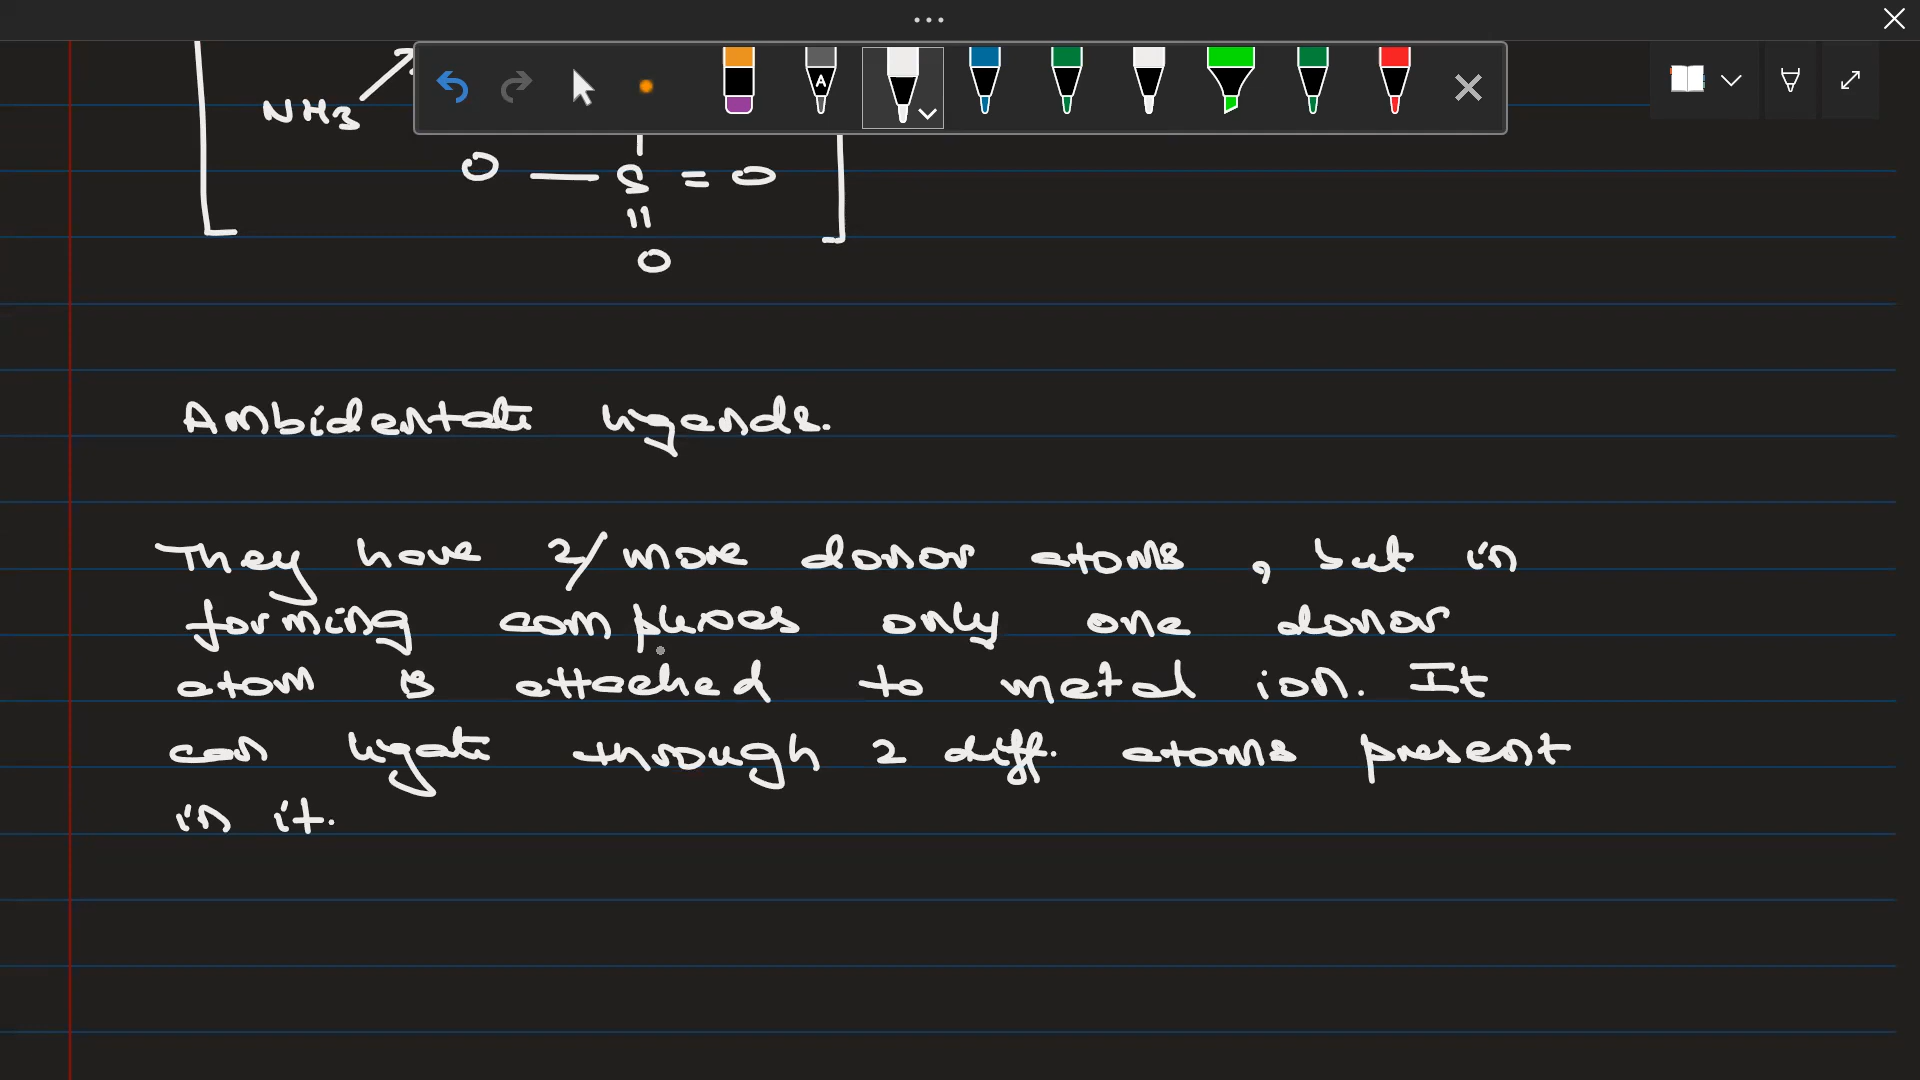 NH3
O — S = O
=
O
Ambidentate ligands.
They have 2/more donor atoms, but in
forming complexes only one donor
atom is attached to metal ion. It
can ligate through 2 diff. atoms present
in it.